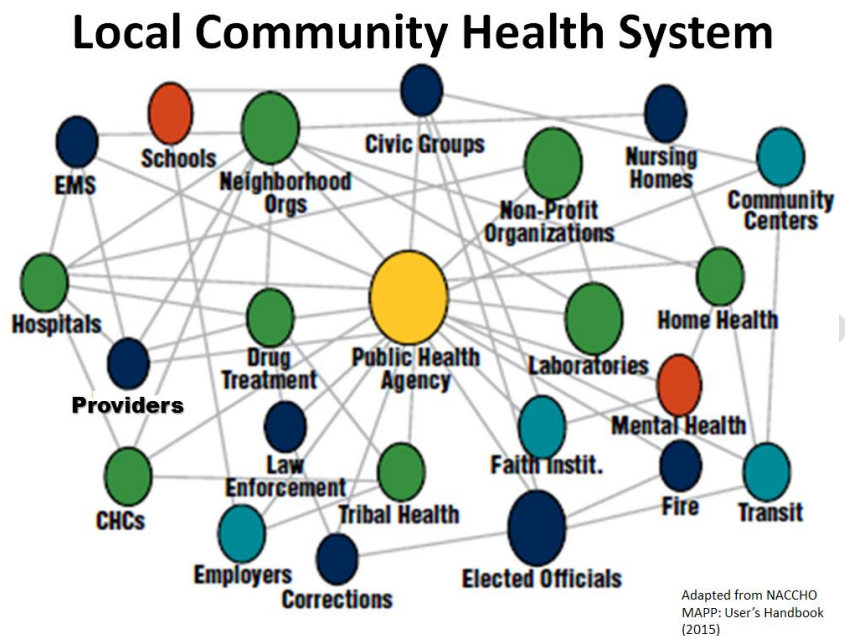 Local Community Health System
Civic Groups
Schools
Nursing
Homes
EMS
Neighborhood
Orgs
Community
Centers
Non-Profit
Organizations
Hospitals
Home Health
Drug
Treatment
Public Health
Agency
Laboratories
Providers
Mental Health
Law
Enforcement
Faith Instit.
CHCs
Tribal Health
Fire
Transit
Employers
Corrections
Elected Officials
Adapted from NACCHO
MAPP: User’s Handbook
(2015)